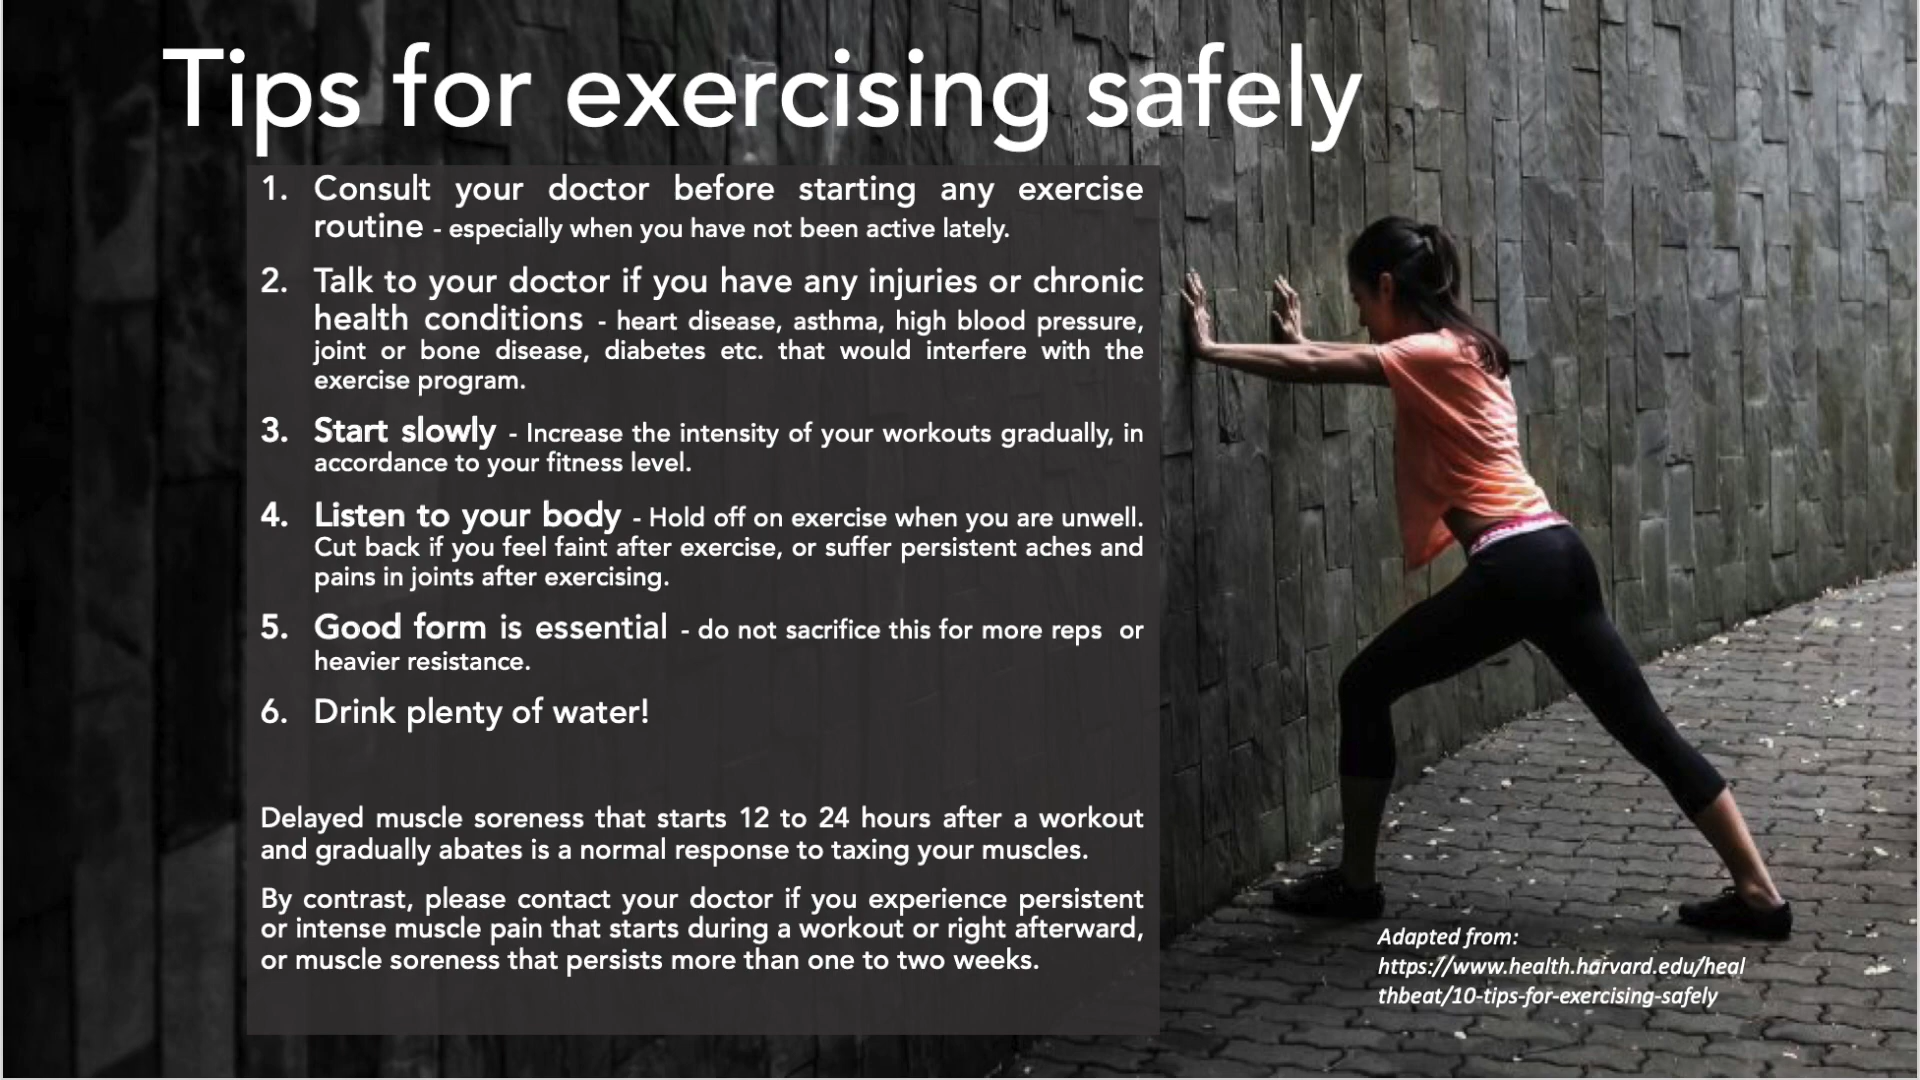 Tips for exercising safely
1. Consult your doctor before starting any exercise
routine - especially when you have not been active lately.
2. Talk to your doctor if you have any injuries or chronic
health conditions - heart disease, asthma, high blood pressure,
joint or bone disease, diabetes etc. that would interfere with the
exercise program.
3. Start slowly - Increase the intensity of your workouts gradually, in
accordance to your fitness level.
4. Listen to your body - Hold off on exercise when you are unwell.
Cut back if you feel faint after exercise, or suffer persistent aches and
pains in joints after exercising.
5. Good form is essential - do not sacrifice this for more reps or
heavier resistance.
6. Drink plenty of water!
Delayed muscle soreness that starts 12 to 24 hours after a workout
and gradually abates is a normal response to taxing your muscles.
By contrast, please contact your doctor if you experience persistent
or intense muscle pain that starts during a workout or right afterward,
or muscle soreness that persists more than one to two weeks.
Adapted from:
https://www.health.harvard.edu/heal
thbeat/10-tips-for-exercising-safely